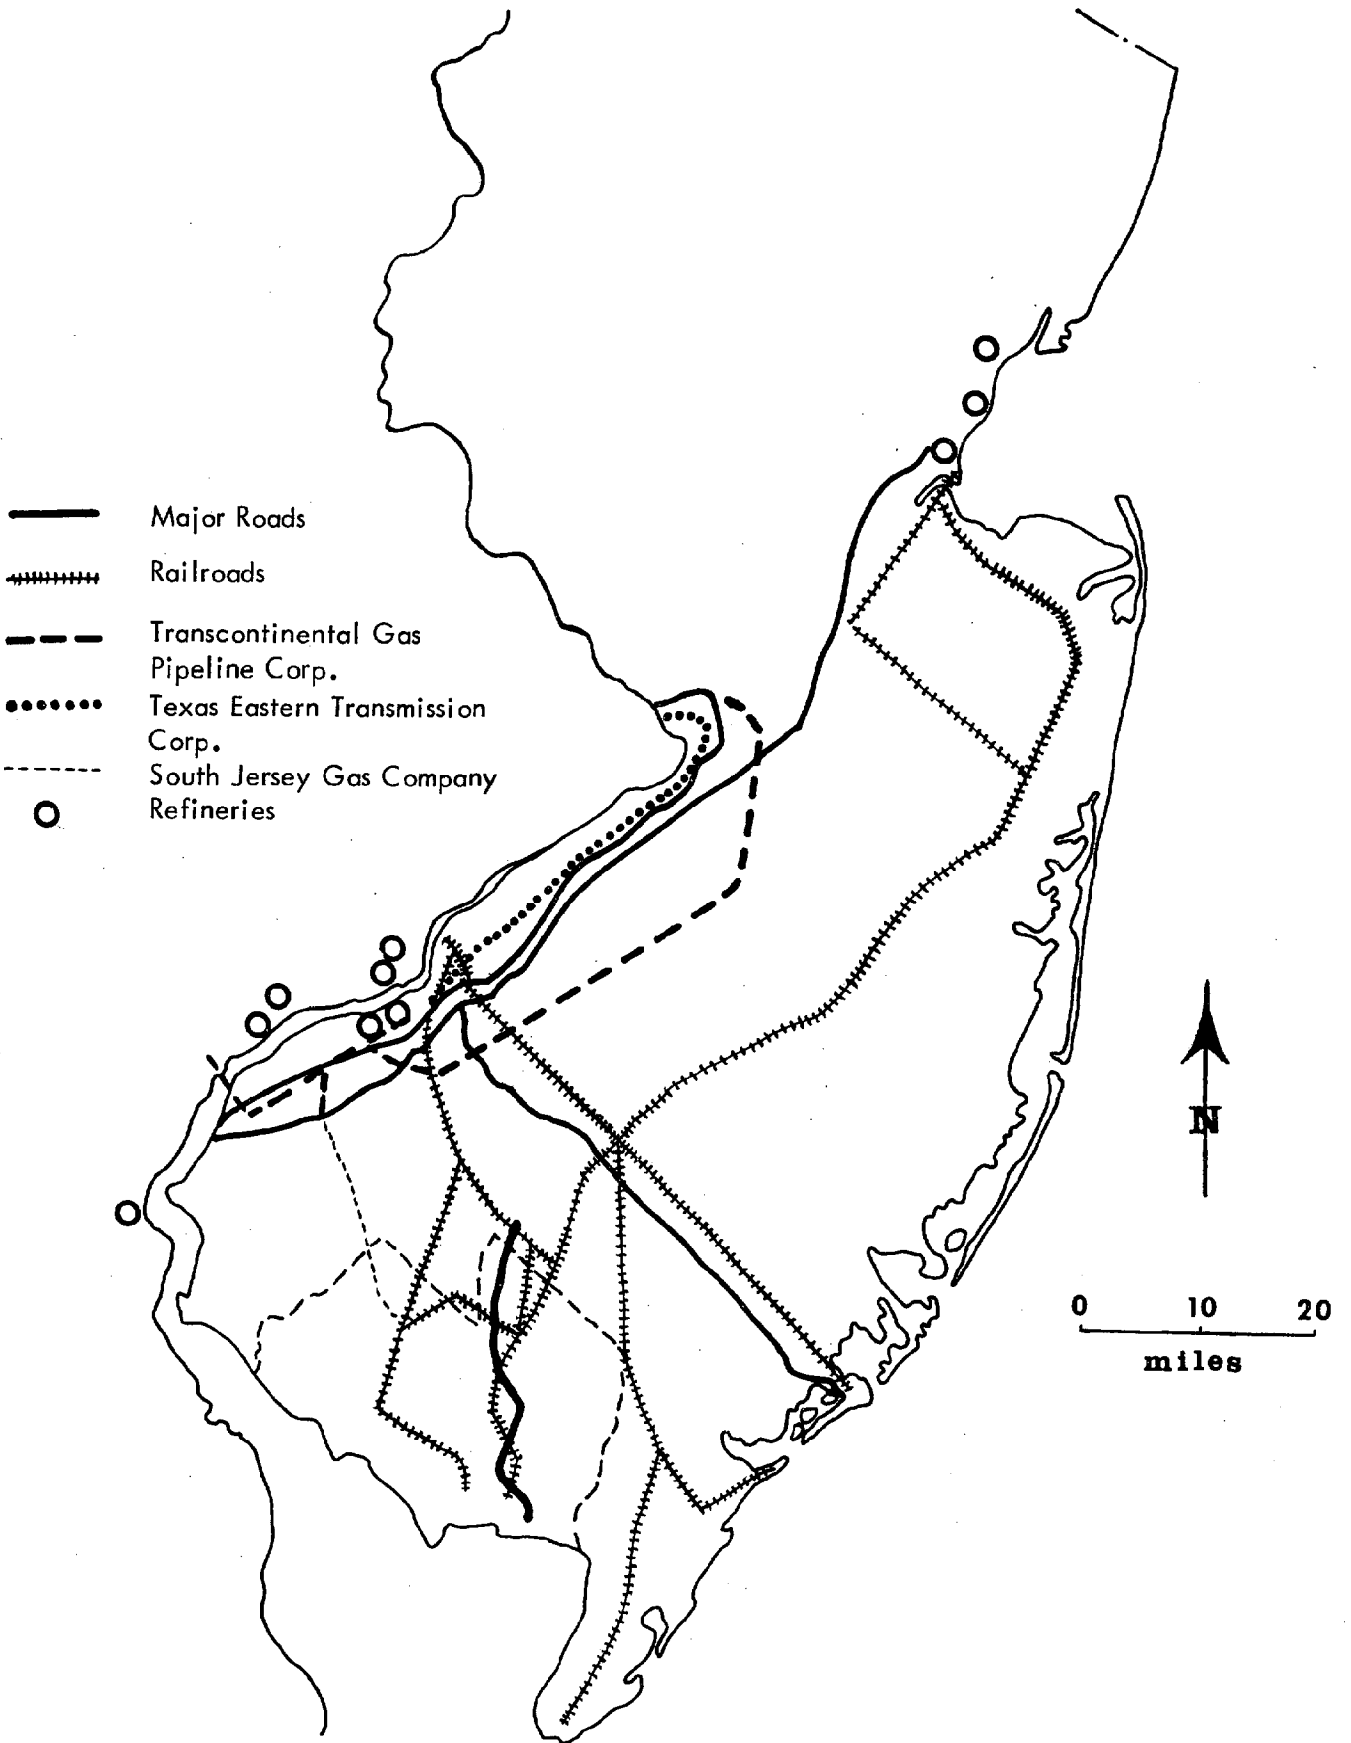 Major Roads
Railroads
Transcontinental Gas
Pipeline Corp.
Texas Eastern Transmission
Corp.
South Jersey Gas Company
Refineries
N
0 10 20
miles